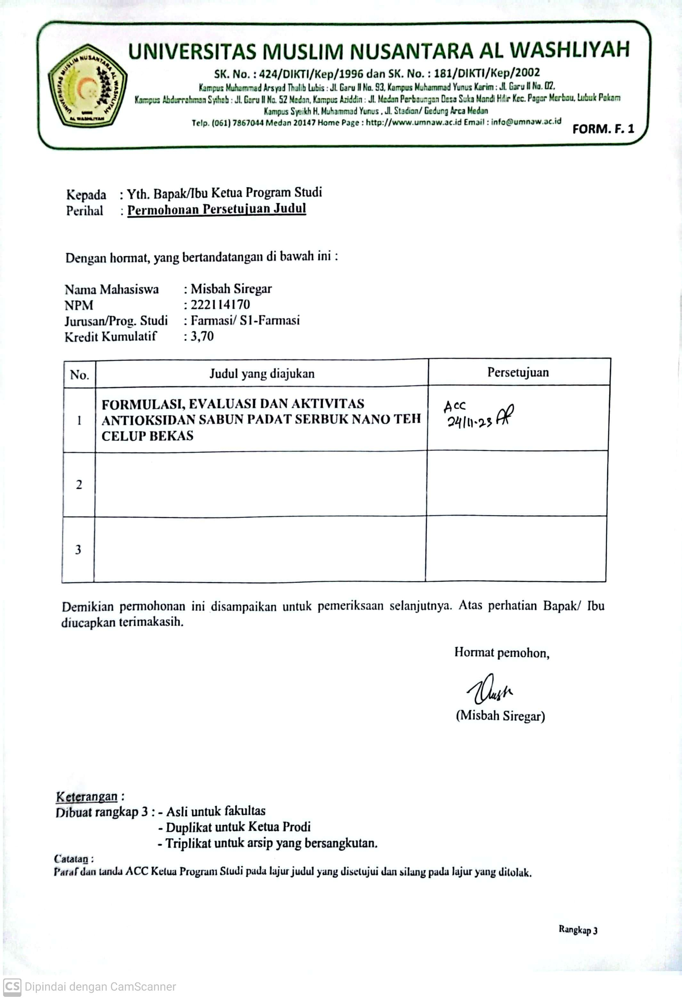 UNIVERSITAS MUSLIM NUSANTARA AL WASHLIYAH
UNIVERSITAS MUSLIM NUSANTARA AL WASHLIYAH
UMNW
AL WASHLIYAH
SK. No. : 424/DIKTI/Kep/1996 dan SK. No. : 181/DIKTI/Kep/2002
Kampus Muhammad Arsyad Thalib Lubis : Jl. Garu II No. 93, Kampus Muhammad Yunus Karim : Jl. Garu II No. 02,
Kampus Abdurrahman Syihab : Jl. Garu II No. 52 Medan, Kampus Aziddin : Jl. Medan Perbaungan Desa Suka Mandi Hilir Kec. Pagar Merbau, Lubuk Pakam
Kampus Syeikh H. Muhammad Yunus , Jl. Stadion/ Gedung Arca Medan
Telp. (061) 7867044 Medan 20147 Home Page : http://www.umnaw.ac.id Email : info@umnaw.ac.id
FORM. F. 1
Kepada : Yth. Bapak/Ibu Ketua Program Studi
Perihal : Permohonan Persetujuan Judul
Dengan hormat, yang bertandatangan di bawah ini :
Nama Mahasiswa : Misbah Siregar
NPM : 222114170
Jurusan/Prog. Studi : Farmasi/ S1-Farmasi
Kredit Kumulatif : 3,70
No. Judul yang diajukan Persetujuan
1 FORMULASI, EVALUASI DAN AKTIVITAS
ANTIOKSIDAN SABUN PADAT SERBUK NANO TEH
CELUP BEKAS
ACC
24/11-23
2
3
Demikian permohonan ini disampaikan untuk pemeriksaan selanjutnya. Atas perhatian Bapak/ Ibu
diucapkan terimakasih.
Hormat pemohon,
(Misbah Siregar)
Keterangan :
Dibuat rangkap 3 : - Asli untuk fakultas
- Duplikat untuk Ketua Prodi
- Triplikat untuk arsip yang bersangkutan.
Catatan :
Paraf dan tanda ACC Ketua Program Studi pada lajur judul yang disetujui dan silang pada lajur yang ditolak.
Rangkap 3
CS Dipindai dengan CamScanner